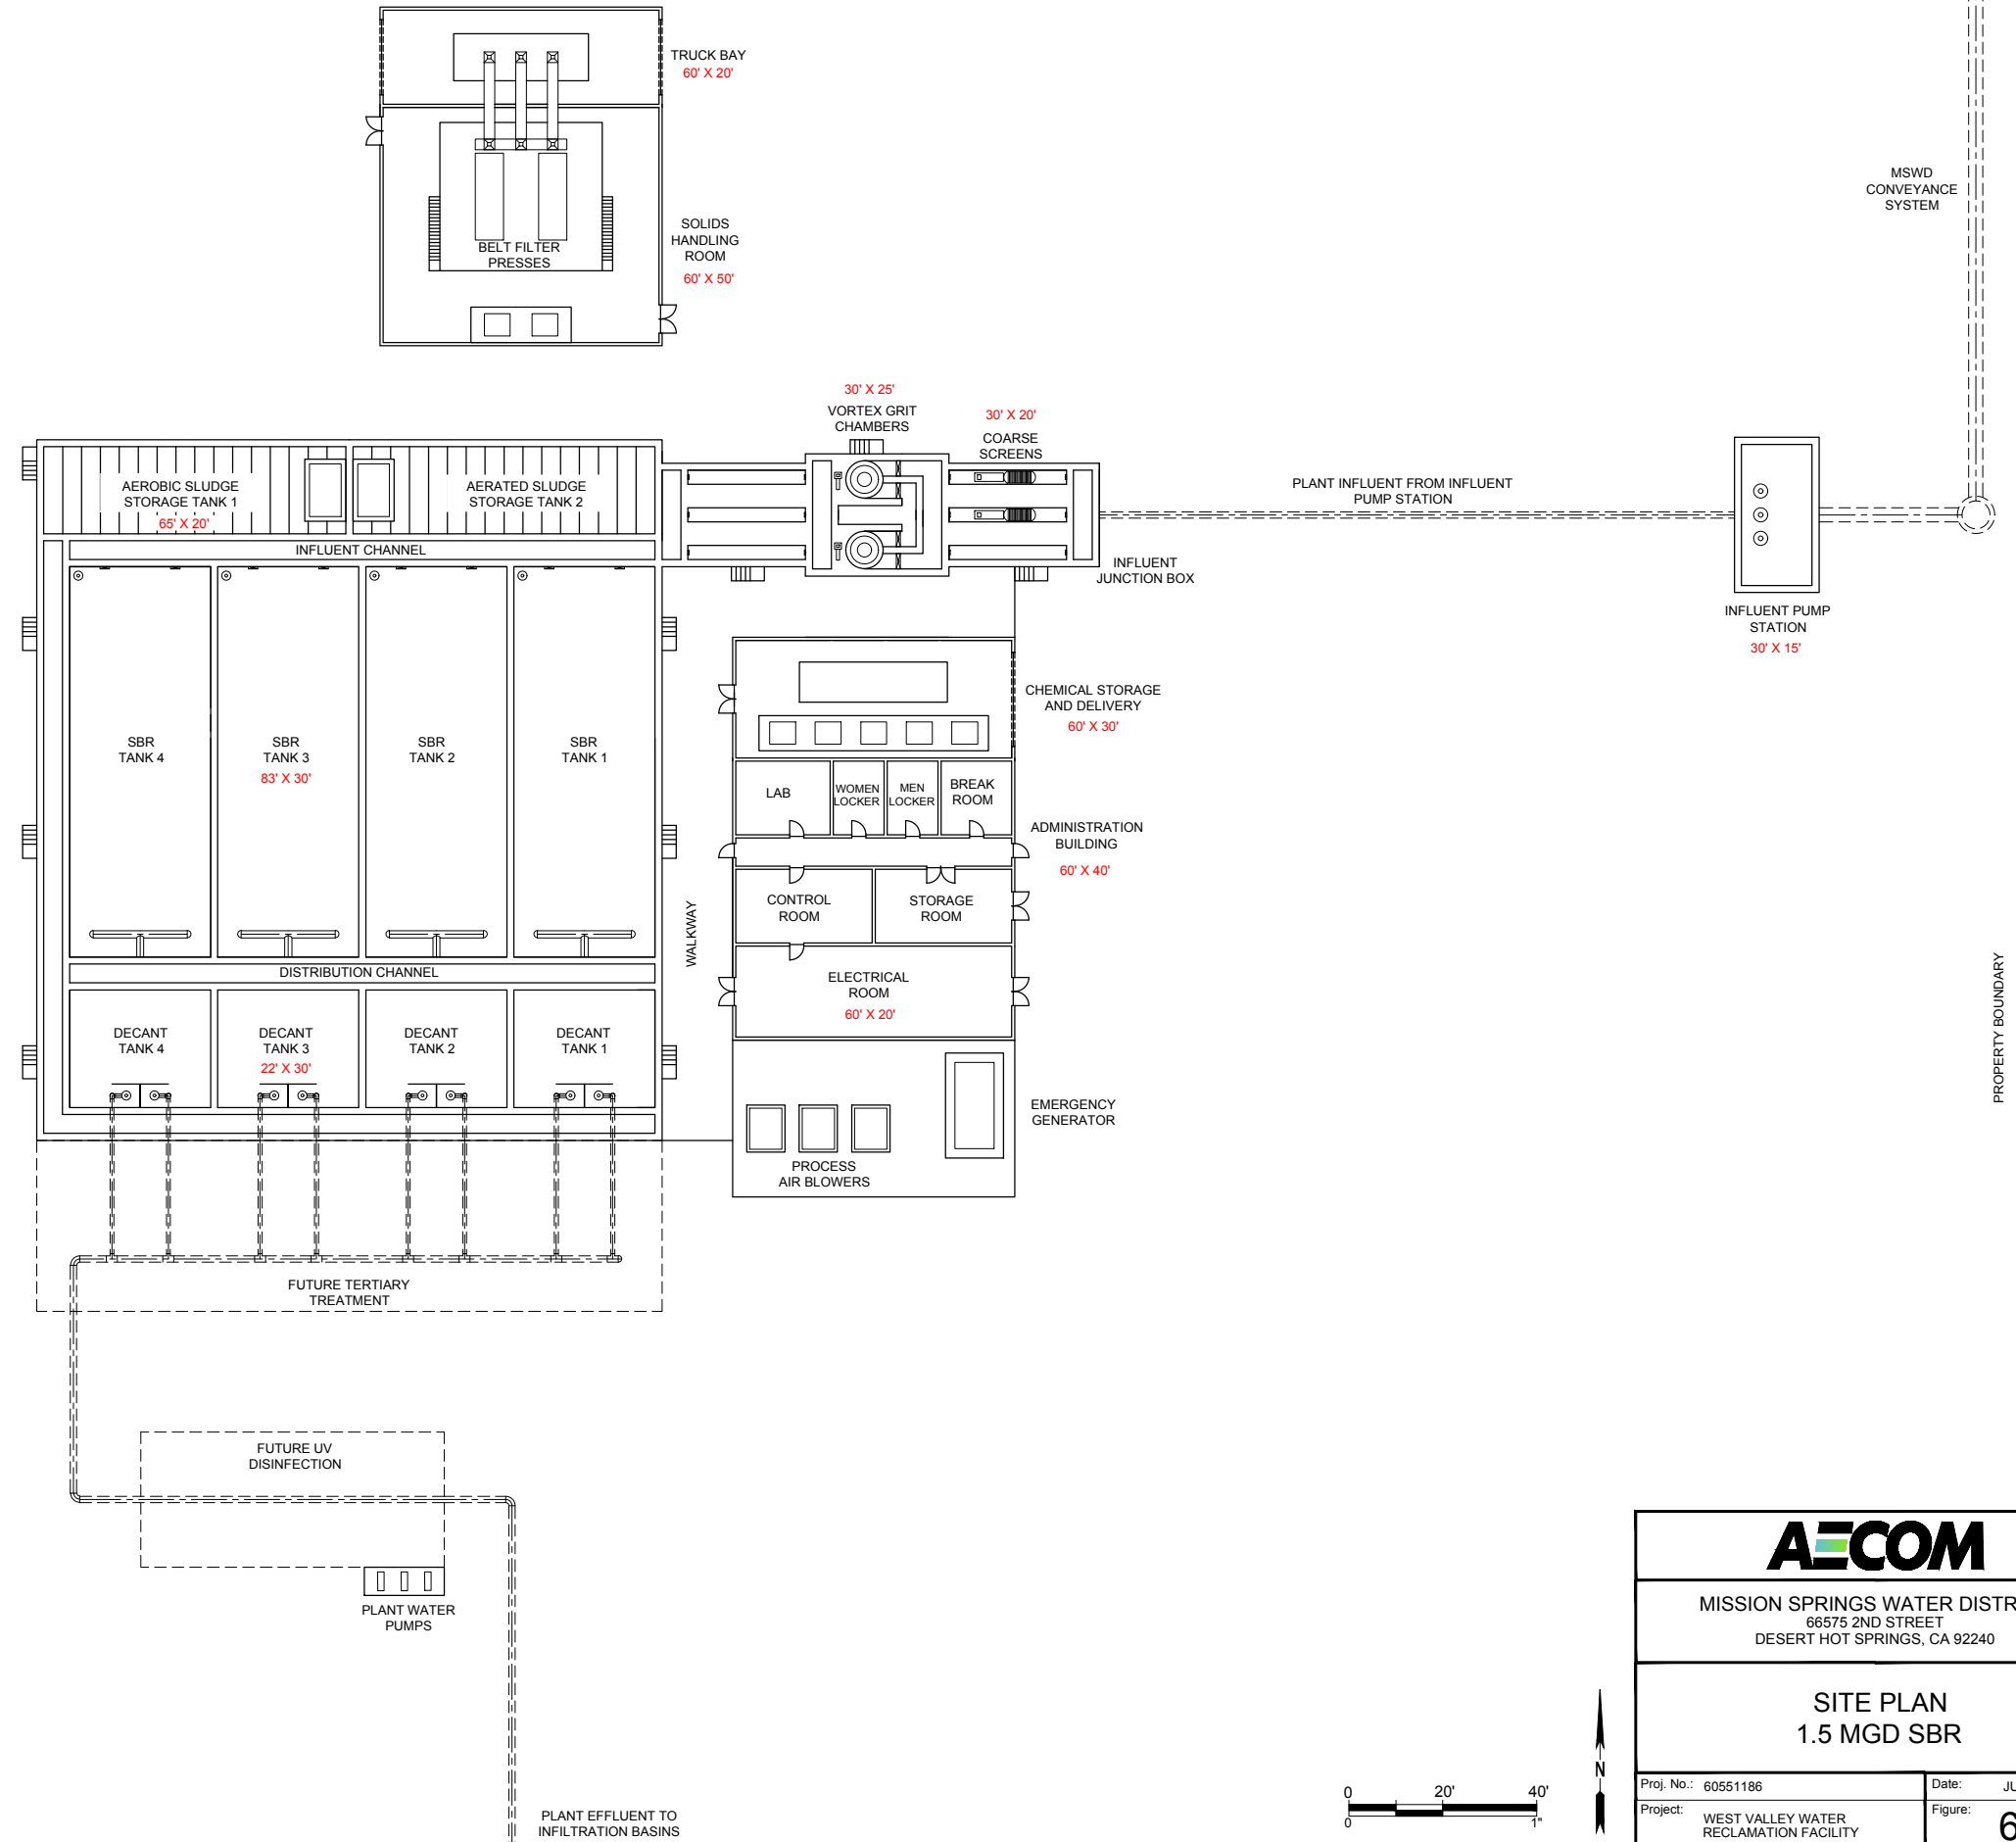 TRUCK BAY
60' X 20'
MSWD
CONVEYANCE
SYSTEM
SOLIDS
HANDLING
ROOM
60' X 50'
BELT FILTER
PRESSES
30' X 25'
VORTEX GRIT
CHAMBERS
30' X 20'
COARSE
SCREENS
AEROBIC SLUDGE
STORAGE TANK 1
65' X 20'
AERATED SLUDGE
STORAGE TANK 2
PLANT INFLUENT FROM INFLUENT
PUMP STATION
INFLUENT CHANNEL
INFLUENT
JUNCTION BOX
INFLUENT PUMP
STATION
30' X 15'
CHEMICAL STORAGE
AND DELIVERY
60' X 30'
SBR
TANK 4
SBR
TANK 3
83' X 30'
SBR
TANK 2
SBR
TANK 1
LAB
WOMEN
LOCKER
MEN
LOCKER
BREAK
ROOM
ADMINISTRATION
BUILDING
60' X 40'
CONTROL
ROOM
STORAGE
ROOM
WALKWAY
DISTRIBUTION CHANNEL
ELECTRICAL
ROOM
60' X 20'
PROPERTY BOUNDARY
DECANT
TANK 4
DECANT
TANK 3
22' X 30'
DECANT
TANK 2
DECANT
TANK 1
EMERGENCY
GENERATOR
PROCESS
AIR BLOWERS
FUTURE TERTIARY
TREATMENT
FUTURE UV
DISINFECTION
PLANT WATER
PUMPS
PLANT EFFLUENT TO
INFILTRATION BASINS
0 20' 40'
0 1"
N
AECOM
MISSION SPRINGS WATER DISTR
66575 2ND STREET
DESERT HOT SPRINGS, CA 92240
SITE PLAN
1.5 MGD SBR
Proj. No.: 60551186
Date: JU
Project: WEST VALLEY WATER
RECLAMATION FACILITY
Figure: 6